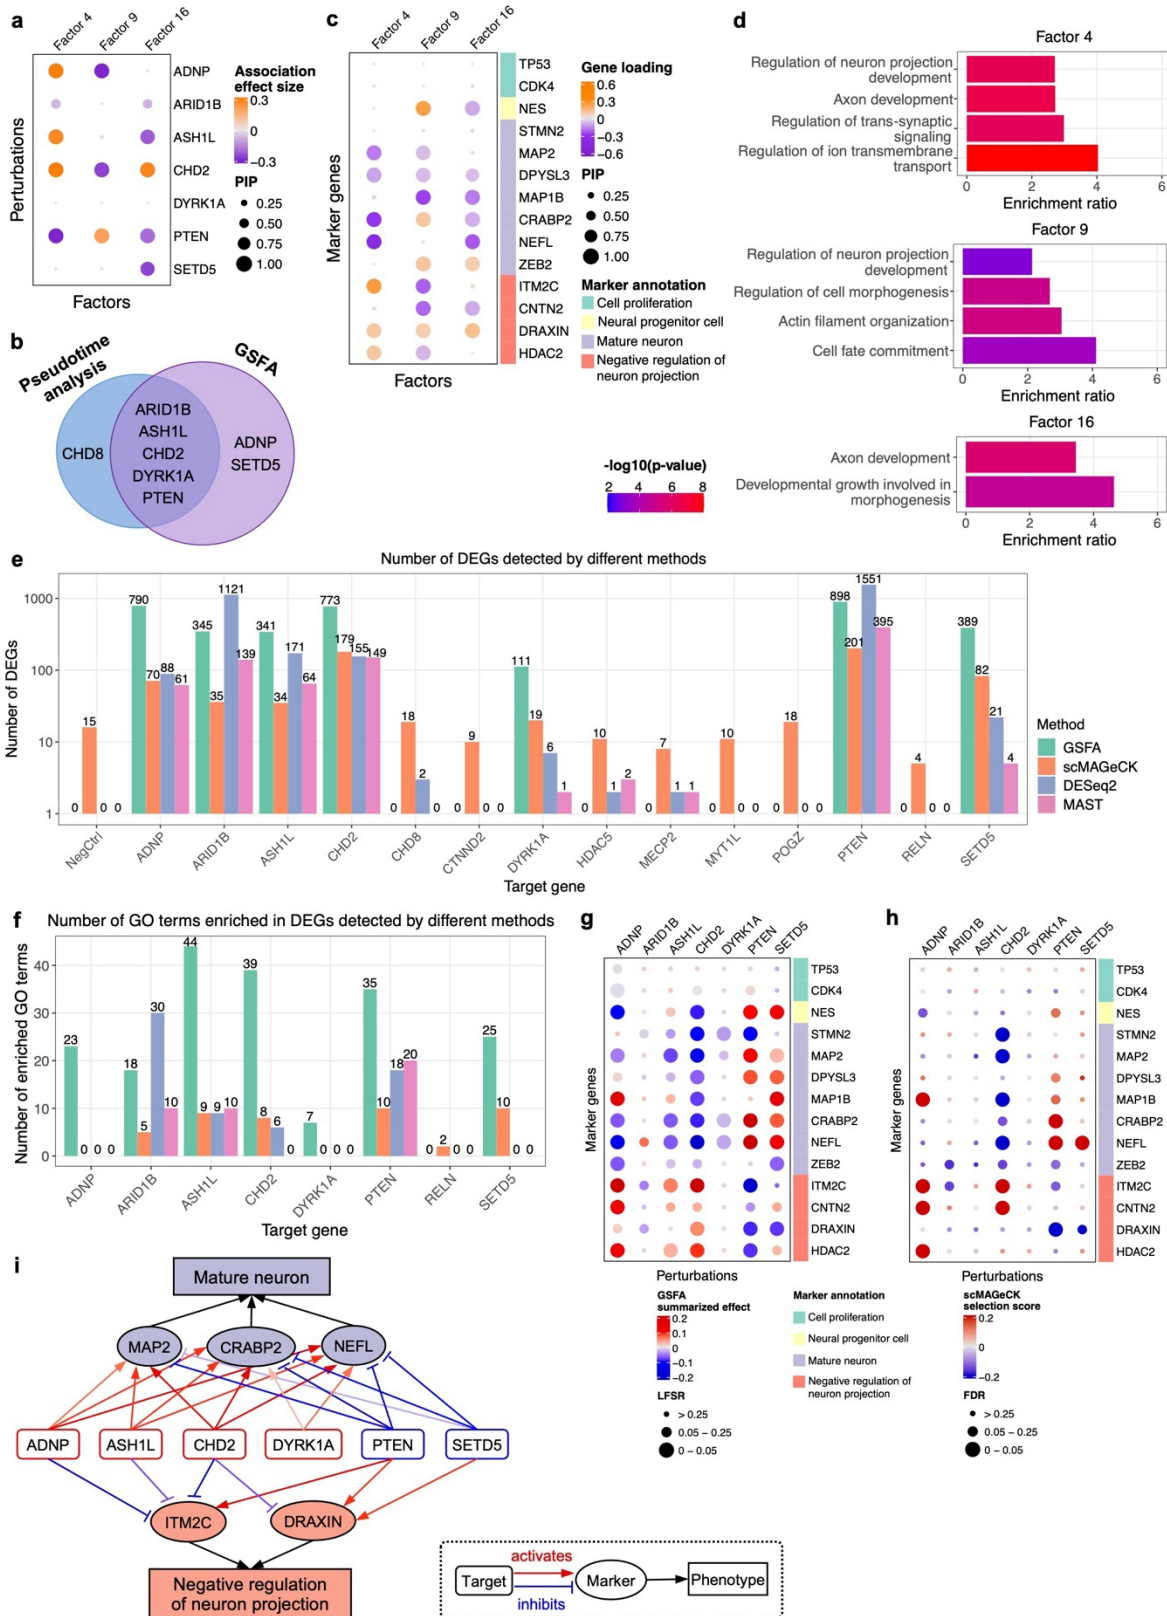 a
Factor 4
Factor 9
Factor 16
Perturbations
ADNP
ARID1B
ASH1L
CHD2
DYRK1A
PTEN
SETD5
Factors
Association
effect size
0.3
0
−0.3
PIP
0.25
0.50
0.75
1.00
b
Pseudotime
analysis
GSFA
CHD8
ARID1B
ASH1L
CHD2
DYRK1A
PTEN
ADNP
SETD5
c
Factor 4
Factor 9
Factor 16
Marker genes
TP53
CDK4
NES
STMN2
MAP2
DPYSL3
MAP1B
CRABP2
NEFL
ZEB2
ITM2C
CNTN2
DRAXIN
HDAC2
Factors
Gene loading
0.6
0.3
0
−0.3
−0.6
PIP
0.25
0.50
0.75
1.00
Marker annotation
Cell proliferation
Neural progenitor cell
Mature neuron
Negative regulation of
neuron projection
d
Factor 4
Regulation of neuron projection
development
Axon development
Regulation of trans-synaptic
signaling
Regulation of ion transmembrane
transport
0 2 4 6
Enrichment ratio
Factor 9
Regulation of neuron projection
development
Regulation of cell morphogenesis
Actin filament organization
Cell fate commitment
0 2 4 6
Enrichment ratio
Factor 16
Axon development
Developmental growth involved in
morphogenesis
0 2 4 6
Enrichment ratio
-log10(p-value)
2 4 6 8
e
Number of DEGs detected by different methods
Number of DEGs
1000
100
10
1
15 0 0 0
790 70 88 61
345 35 1121 139
341 34 171 64
773 179 155 149
0 18 2 0
0 9 0 0
111 19 6 1
0 10 1 2
0 7 1 1
0 10 0 0
0 18 0 0
898 201 1551 395
0 4 0 0
389 82 21 4
NegCtrl
ADNP
ARID1B
ASH1L
CHD2
CHD8
CTNND2
DYRK1A
HDAC5
MECP2
MYT1L
POGZ
PTEN
RELN
SETD5
Target gene
Method
GSFA
scMAGeCK
DESeq2
MAST
f
Number of GO terms enriched in DEGs detected by different methods
Number of enriched GO terms
40
30
20
10
0
23 0 0 0
18 5 30 10
44 9 9 10
39 8 6 0
7 0 0 0
35 10 18 20
0 2 0 0
25 10 0 0
ADNP
ARID1B
ASH1L
CHD2
DYRK1A
PTEN
RELN
SETD5
Target gene
g
ADNP
ARID1B
ASH1L
CHD2
DYRK1A
PTEN
SETD5
Marker genes
TP53
CDK4
NES
STMN2
MAP2
DPYSL3
MAP1B
CRABP2
NEFL
ZEB2
ITM2C
CNTN2
DRAXIN
HDAC2
Perturbations
GSFA
summarized effect
0.2
0.1
0
−0.1
−0.2
LFSR
> 0.25
0.05 − 0.25
0 − 0.05
Marker annotation
Cell proliferation
Neural progenitor cell
Mature neuron
Negative regulation of
neuron projection
h
ADNP
ARID1B
ASH1L
CHD2
DYRK1A
PTEN
SETD5
Marker genes
TP53
CDK4
NES
STMN2
MAP2
DPYSL3
MAP1B
CRABP2
NEFL
ZEB2
ITM2C
CNTN2
DRAXIN
HDAC2
Perturbations
scMAGeCK
selection score
0.2
0
−0.2
FDR
> 0.25
0.05 − 0.25
0 − 0.05
i
Mature neuron
MAP2
CRABP2
NEFL
ADNP
ASH1L
CHD2
DYRK1A
PTEN
SETD5
ITM2C
DRAXIN
Negative regulation
of neuron projection
activates
Target
Marker
Phenotype
inhibits